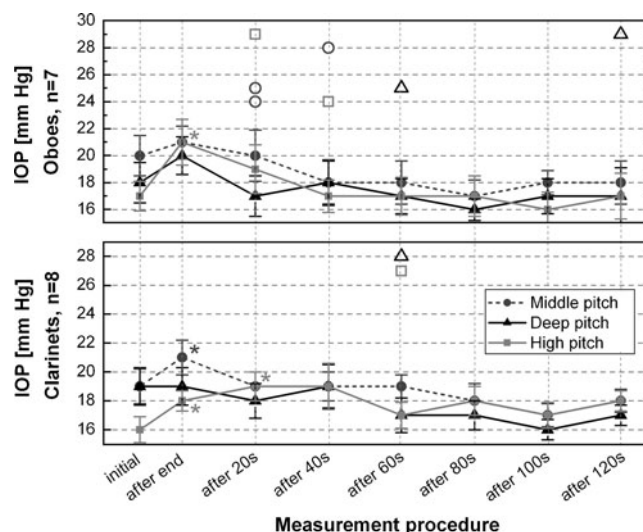 30
28
26
24
22
20
18
16
IOP [mm Hg]
Oboes, n=7
*
28
26
24
22
20
18
16
IOP [mm Hg]
Clarinets, n=8
*
*
*
Middle pitch
Deep pitch
High pitch
initial
after end
after 20s
after 40s
after 60s
after 80s
after 100s
after 120s
Measurement procedure